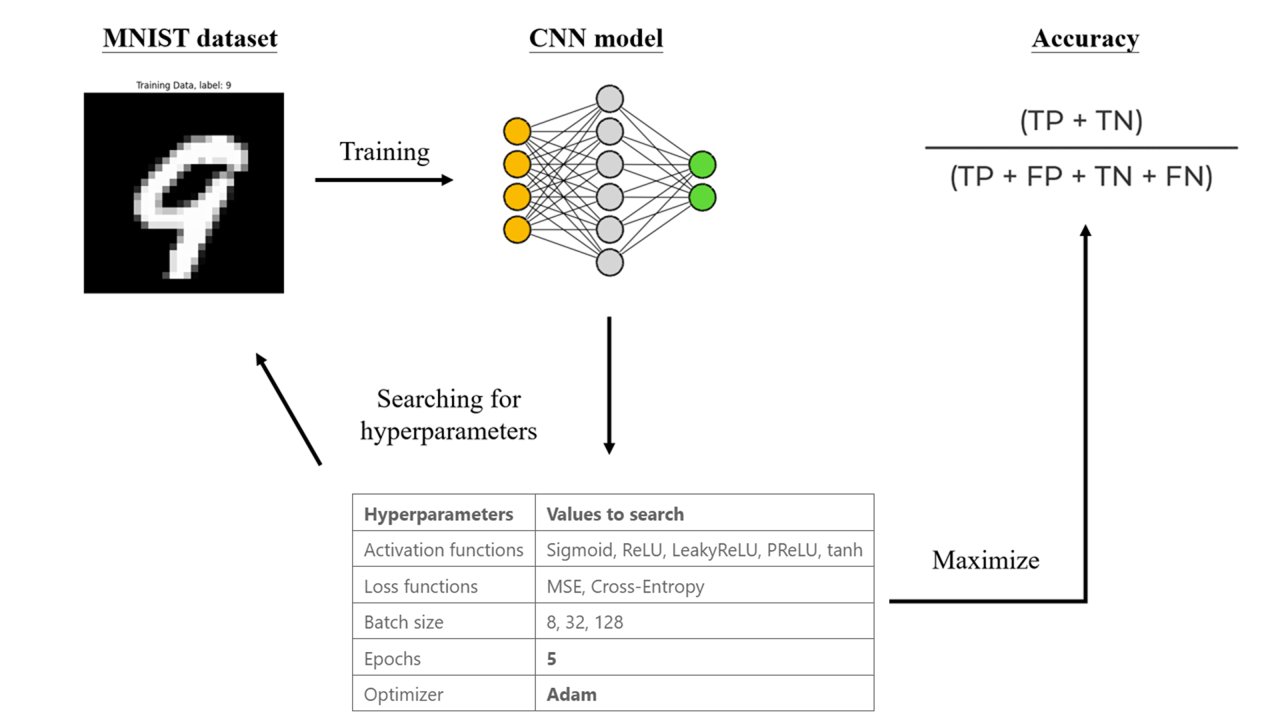 MNIST dataset
Training Data, label: 9
Training
CNN model
Accuracy
(TP + TN)
(TP + FP + TN + FN)
Searching for
hyperparameters
Hyperparameters Values to search
Activation functions Sigmoid, ReLU, LeakyReLU, PReLU, tanh
Loss functions MSE, Cross-Entropy
Batch size 8, 32, 128
Epochs 5
Optimizer Adam
Maximize